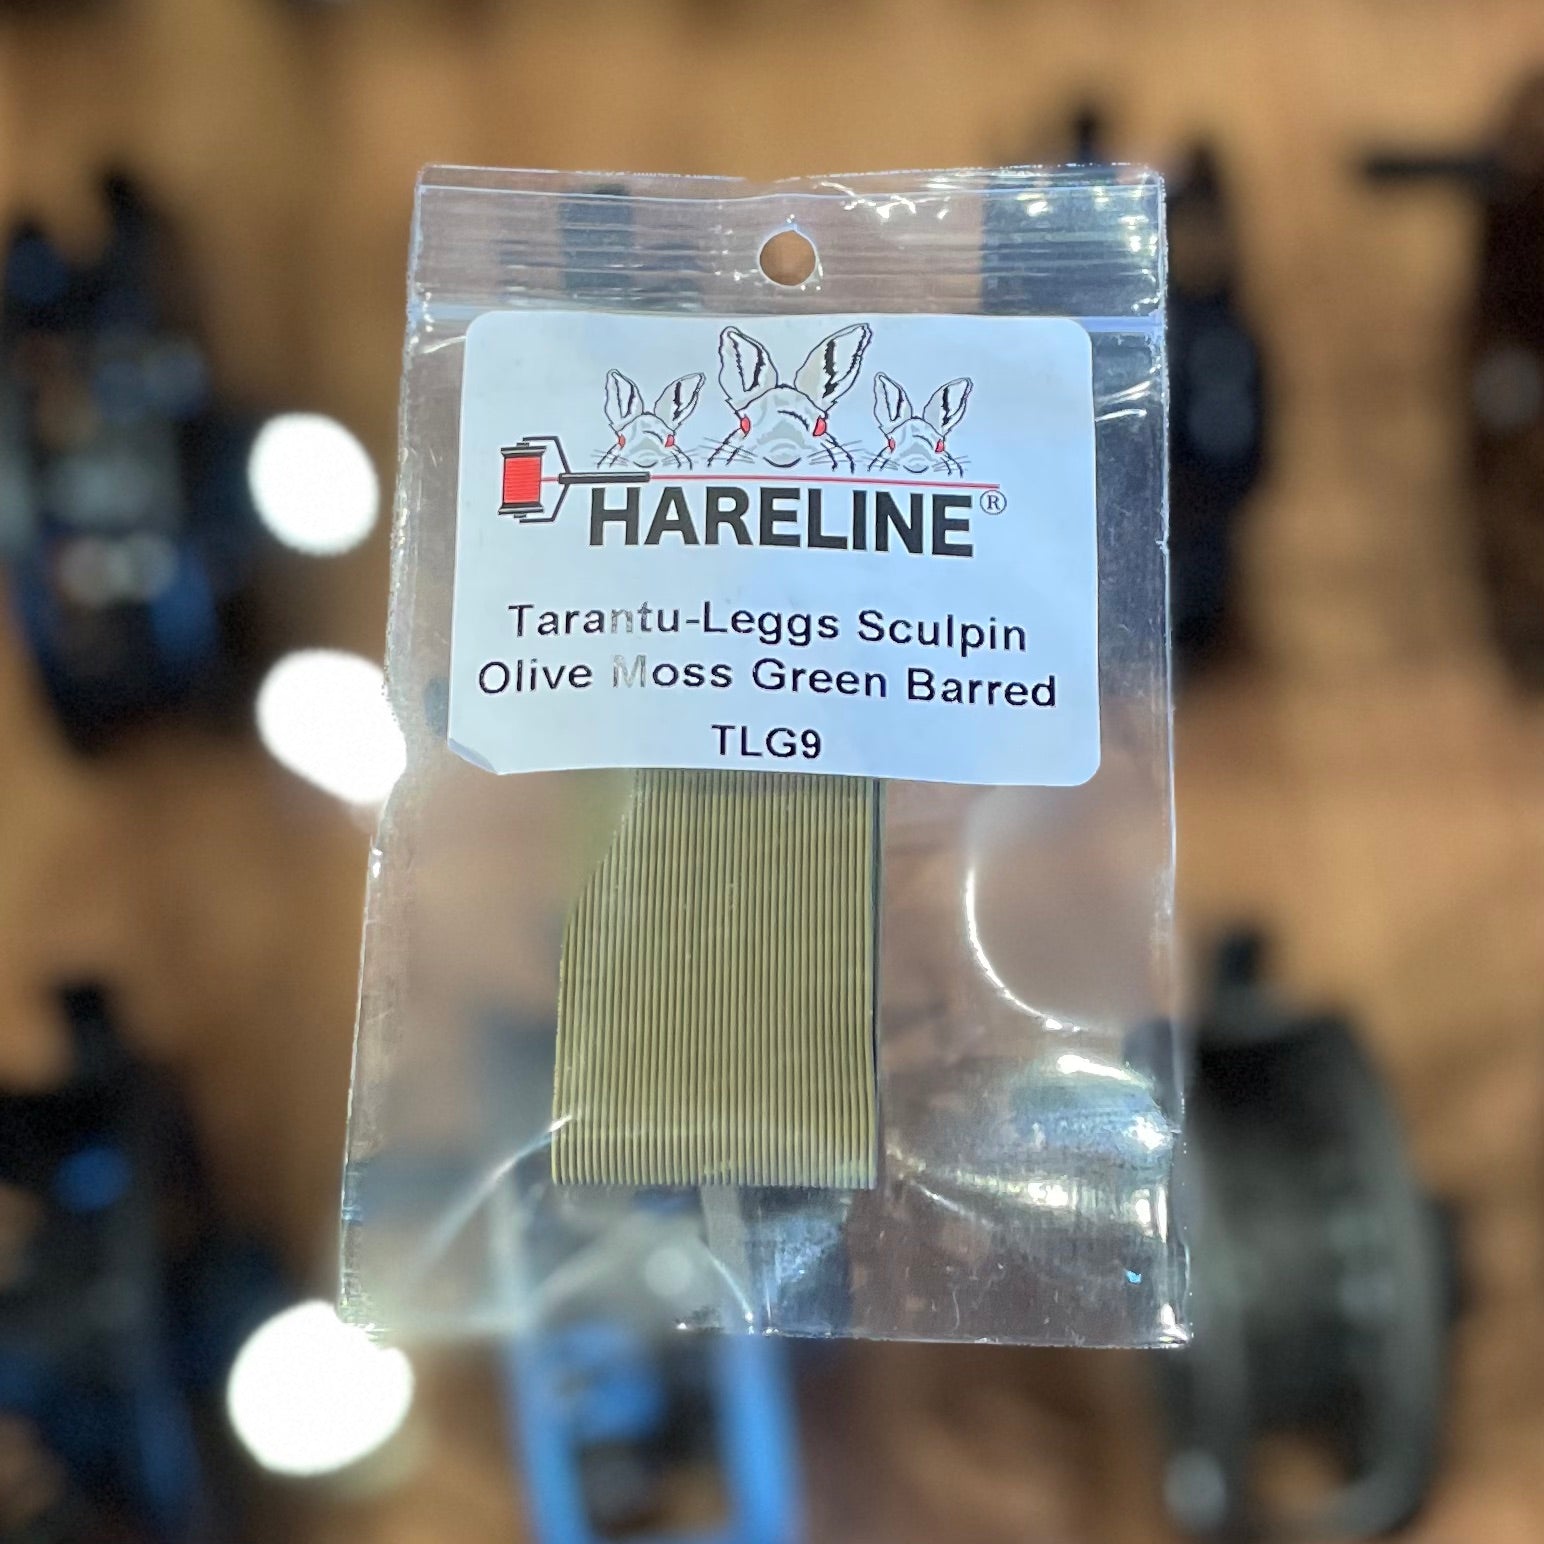 HARELINE®
Tarantu-Leggs Sculpin
Olive Moss Green Barred
TLG9